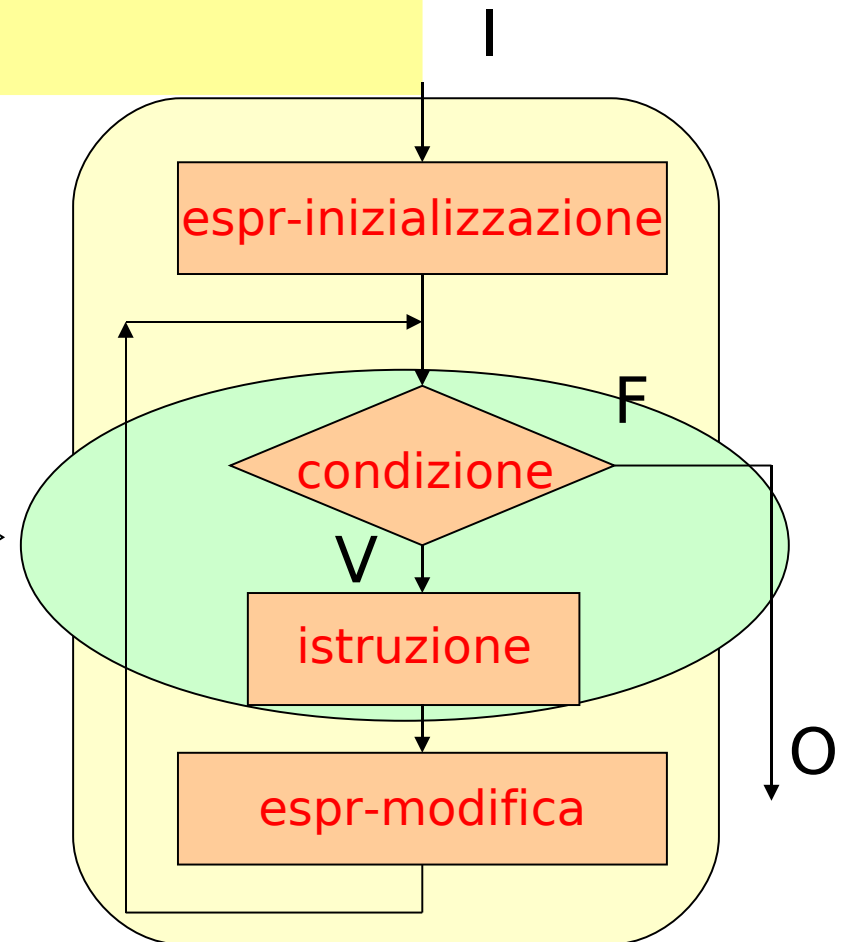 I
espr-inizializzazione
F
condizione
V
istruzione
O
espr-modifica